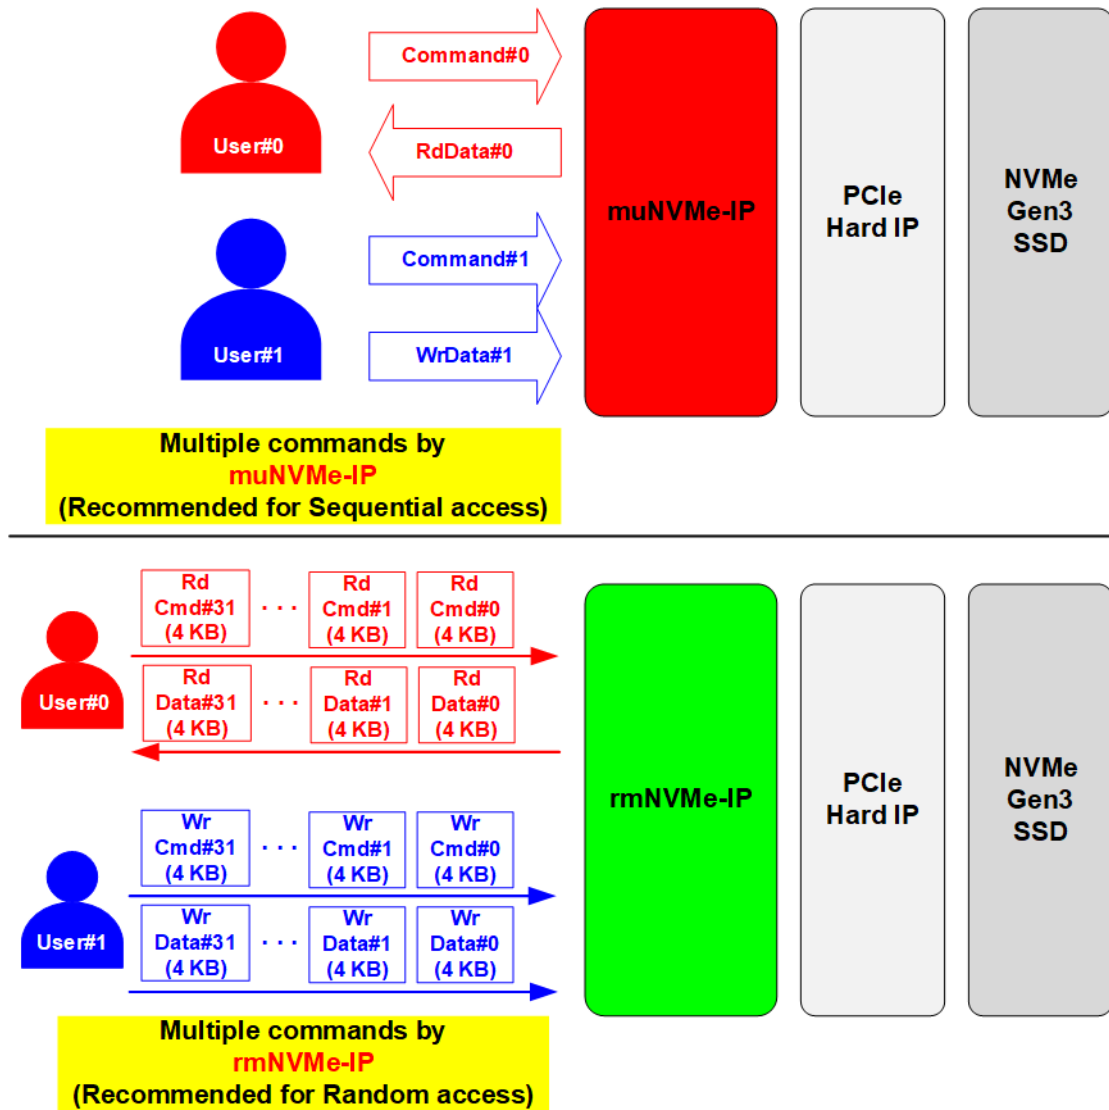 Command#0
User#0
RdData#0
Command#1
User#1
WrData#1
muNVMe-IP
PCIe
Hard IP
NVMe
Gen3
SSD
Multiple commands by
muNVMe-IP
(Recommended for Sequential access)
Rd
Cmd#31
(4 KB)
. . .
Rd
Cmd#1
(4 KB)
Rd
Cmd#0
(4 KB)
User#0
Rd
Data#31
(4 KB)
. . .
Rd
Data#1
(4 KB)
Rd
Data#0
(4 KB)
Wr
Cmd#31
(4 KB)
. . .
Wr
Cmd#1
(4 KB)
Wr
Cmd#0
(4 KB)
User#1
Wr
Data#31
(4 KB)
. . .
Wr
Data#1
(4 KB)
Wr
Data#0
(4 KB)
rmNVMe-IP
PCIe
Hard IP
NVMe
Gen3
SSD
Multiple commands by
rmNVMe-IP
(Recommended for Random access)